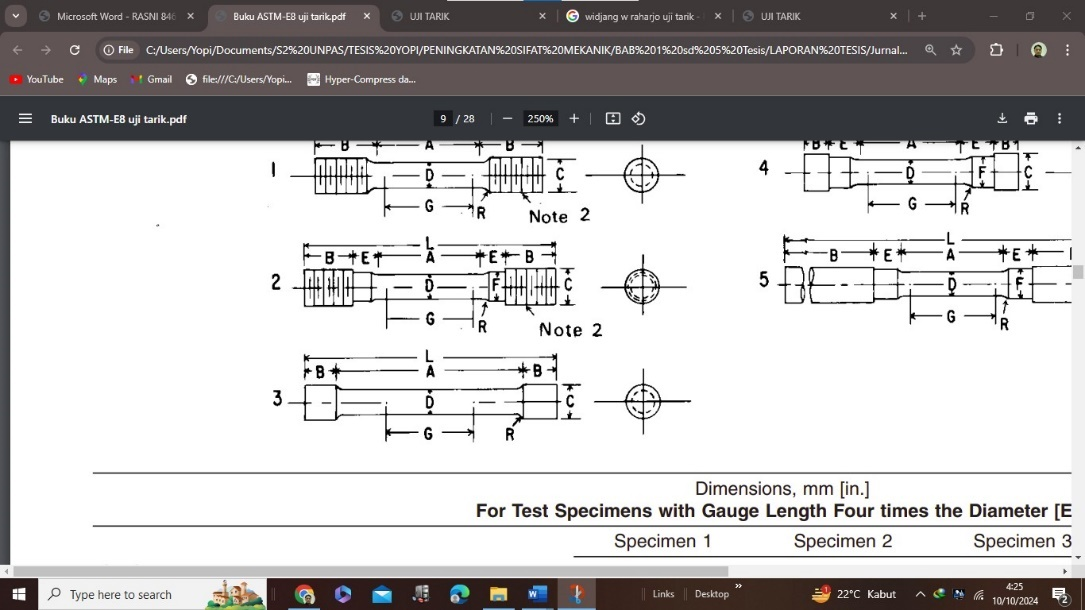 Microsoft Word - RASNI 846
Buku ASTM-E8 uji tarik.pdf
UJI TARIK
widjang w raharjo uji tarik -
UJI TARIK
File
C:/Users/Yopi/Documents/S2%20UNPAS/TESIS%20YOPI/PENINGKATAN%20SIFAT%20MEKANIK/BAB%201%20sd%205%20Tesis/LAPORAN%20TESIS/Jurnal...
YouTube
Maps
Gmail
file:///C:/Users/Yopi...
Hyper-Compress da...
Buku ASTM-E8 uji tarik.pdf
9 / 28
250%
B A B
1 D C
G R Note 2
B E A E B
4 D F C
G R
L
B E A E B
2 D F C
G R Note 2
L
B E A E
5 D F
G R
L
B A B
3 D C
G R
Dimensions, mm [in.]
For Test Specimens with Gauge Length Four times the Diameter [E
Specimen 1 Specimen 2 Specimen 3
Type here to search
Links
Desktop
22°C Kabut
4:25
10/10/2024
2